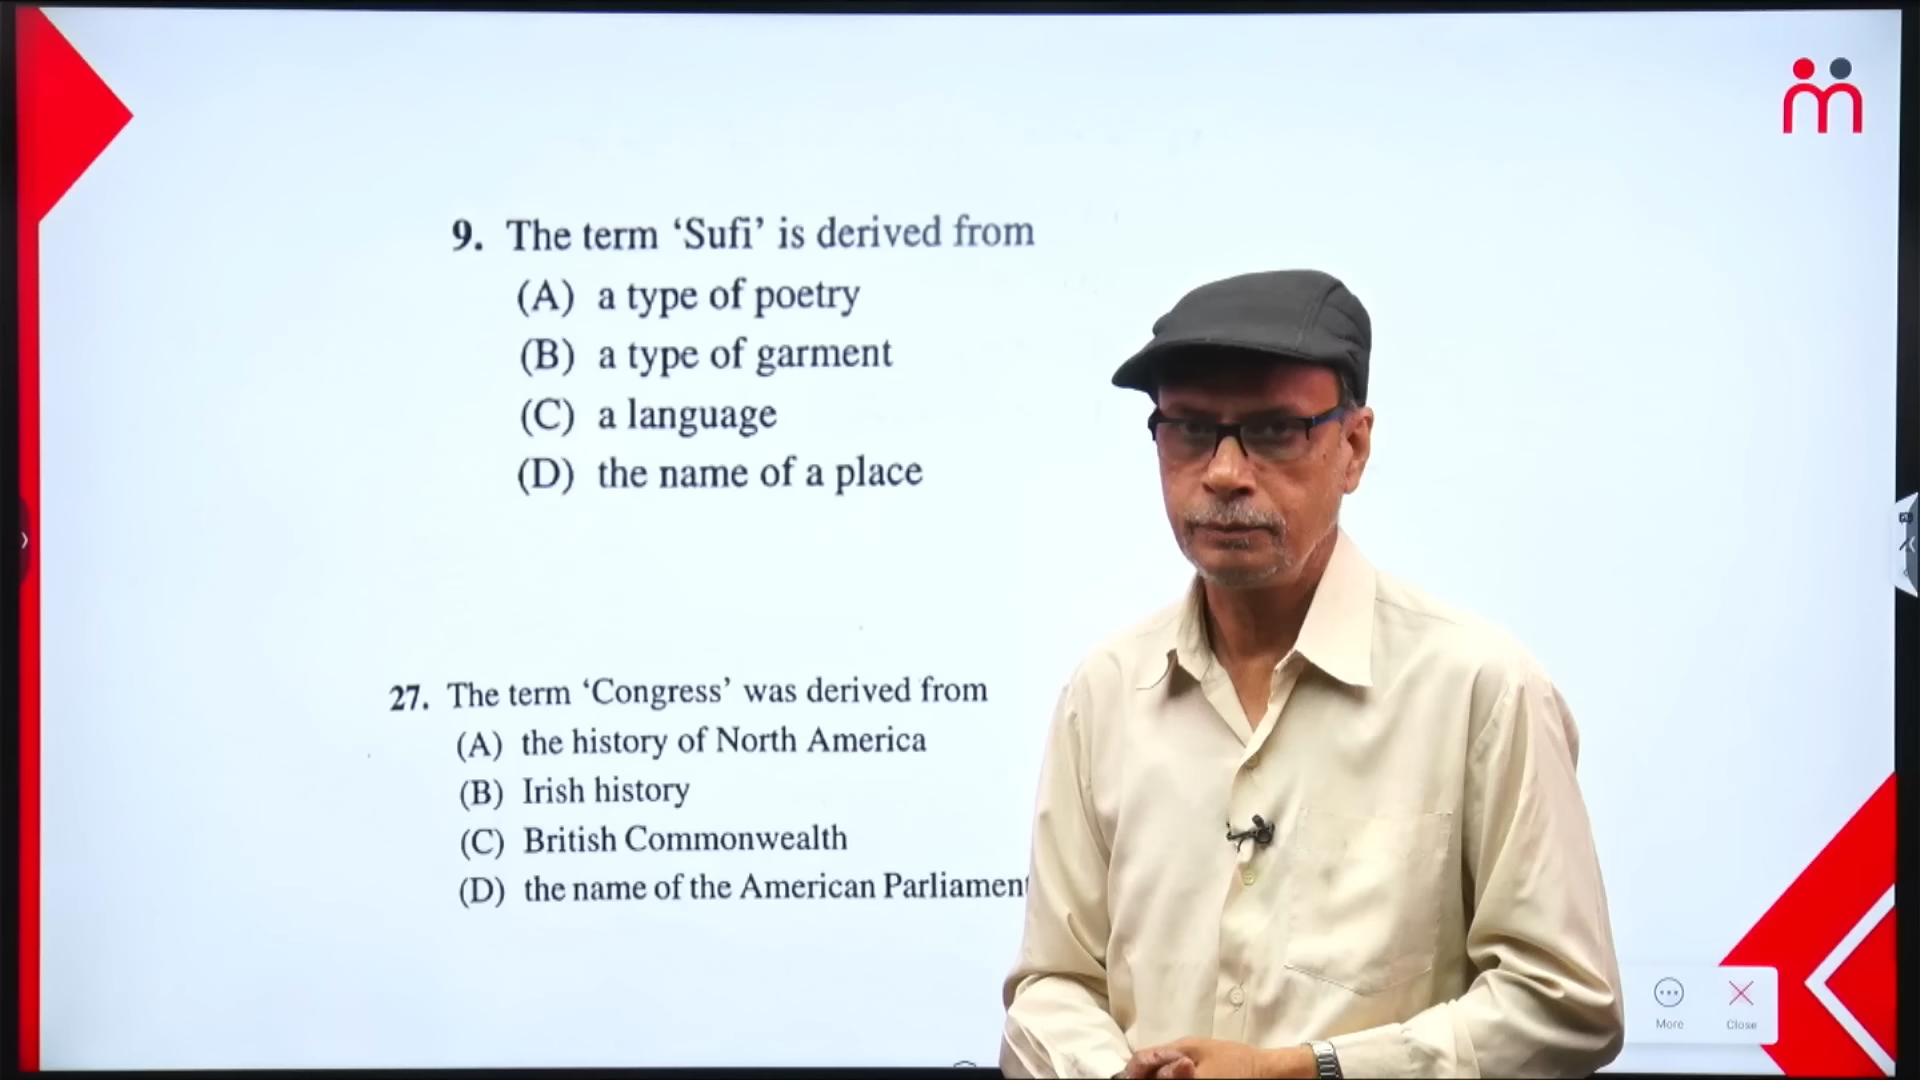 9. The term ‘Sufi’ is derived from
(A) a type of poetry
(B) a type of garment
(C) a language
(D) the name of a place
27. The term ‘Congress’ was derived from
(A) the history of North America
(B) Irish history
(C) British Commonwealth
(D) the name of the American Parliament
More
Close